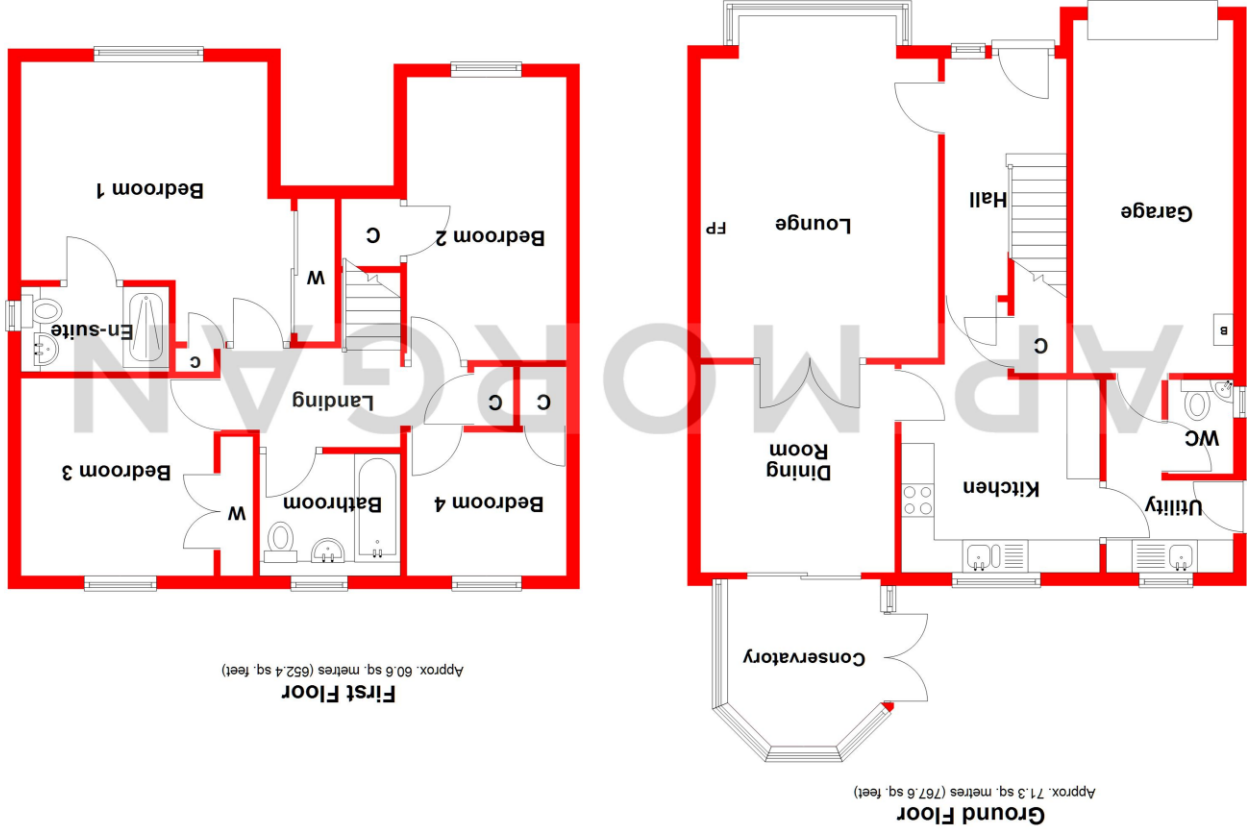 Ground Floor
Approx. 71.3 sq. metres (767.6 sq. feet)
Conservatory
Utility
Kitchen
Dining
Room
WC
C
B
Garage
Hall
Lounge
FP
First Floor
Approx. 60.6 sq. metres (652.4 sq. feet)
Bedroom 4
Bathroom
W
Bedroom 3
C
C
Landing
C
En-suite
W
Bedroom 2
C
Bedroom 1
AP MORGAN